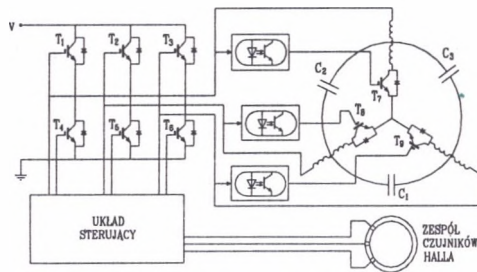 V
T1
T2
T3
T4
T5
T6
T7
T8
T9
C2
C3
C1
UKŁAD
STERUJĄCY
ZESPÓŁ
CZUJNIKÓW
HALLA